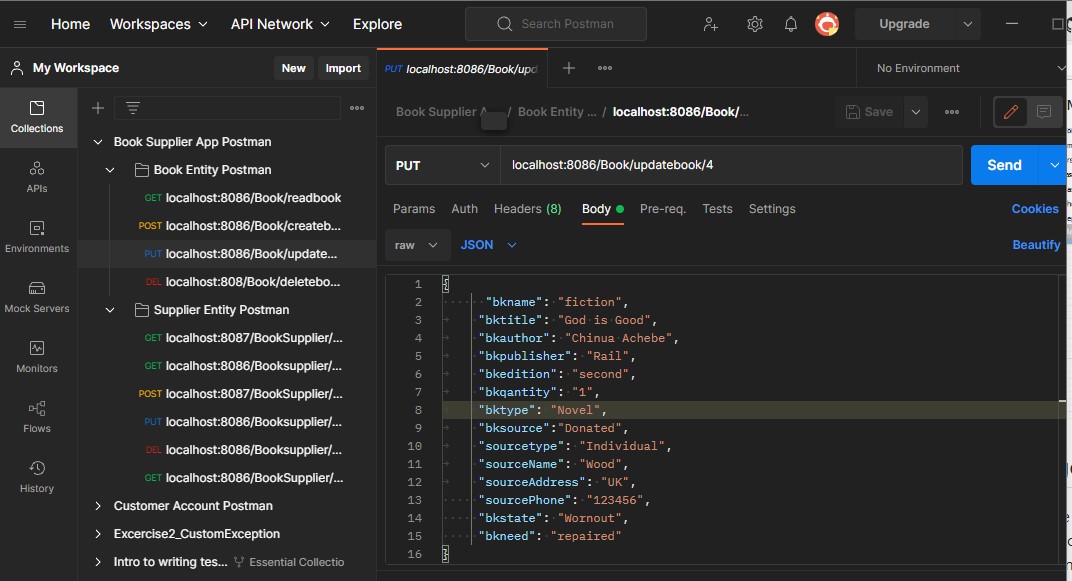 Home Workspaces API Network Explore Search Postman Upgrade
My Workspace New Import PUT localhost:8086/Book/upd No Environment
Collections
APIs
Environments
Mock Servers
Monitors
Flows
History
Book Supplier App Postman
Book Entity Postman
GET localhost:8086/Book/readbook
POST localhost:8086/Book/createb...
PUT localhost:8086/Book/update...
DEL localhost:808/Book/deletebo...
Supplier Entity Postman
GET localhost:8087/BookSupplier/...
GET localhost:8086/Booksupplier/...
POST localhost:8087/BookSupplier/...
PUT localhost:8086/Booksupplier/...
DEL localhost:8086/Booksupplier/...
GET localhost:8086/BookSupplier/...
Customer Account Postman
Excercise2_CustomException
Intro to writing tes... Essential Collectio
Book Supplier A / Book Entity ... / localhost:8086/Book/... Save
PUT localhost:8086/Book/updatebook/4 Send
Params Auth Headers (8) Body Pre-req. Tests Settings Cookies
raw JSON Beautify
1 {
2 "bkname": "fiction",
3 "bktitle": "God is Good",
4 "bkauthor": "Chinua Achebe",
5 "bkpublisher": "Rail",
6 "bkedition": "second",
7 "bkqantity": "1",
8 "bktype": "Novel",
9 "bksource":"Donated",
10 "sourcetype": "Individual",
11 "sourceName": "Wood",
12 "sourceAddress": "UK",
13 "sourcePhone": "123456",
14 "bkstate": "Wornout",
15 "bkneed": "repaired"
16 }